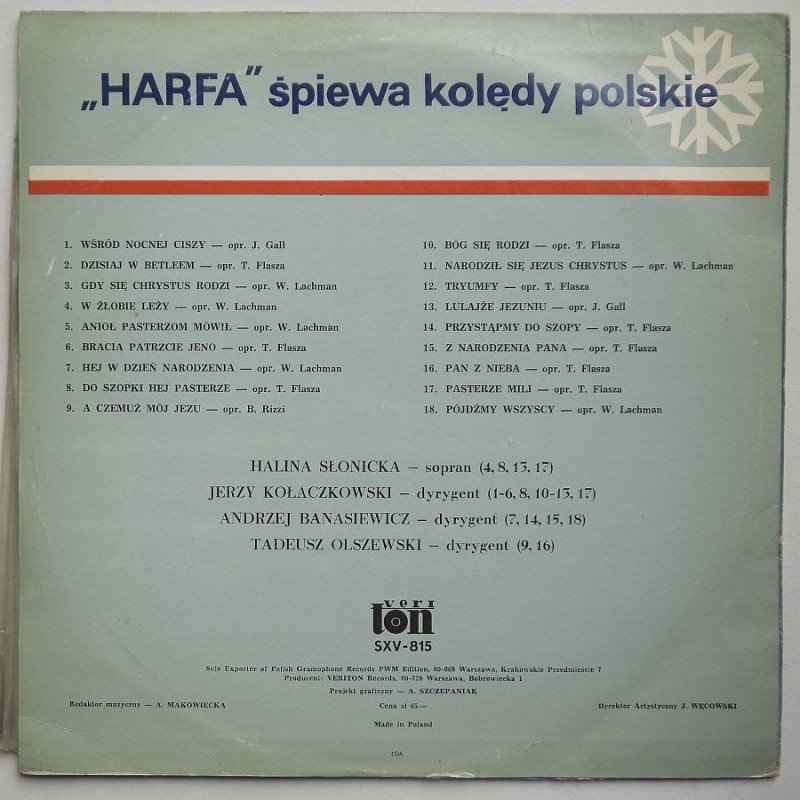 „HARFA” śpiewa kolędy polskie
1. WŚRÓD NOCNEJ CISZY — opr. J. Gall
2. DZISIAJ W BETLEEM — opr. T. Flasza
3. GDY SIĘ CHRYSTUS RODZI — opr. W. Lachman
4. W ŻŁOBIE LEŻY — opr. W. Lachman
5. ANIOŁ PASTERZOM MÓWIŁ — opr. W. Lachman
6. BRACIA PATRZCIE JENO — opr. T. Flasza
7. HEJ W DZIEŃ NARODZENIA — opr. W. Lachman
8. DO SZOPKI HEJ PASTERZE — opr. T. Flasza
9. A CZEMUŻ MÓJ JEZU — opr. B. Rizzi
10. BÓG SIĘ RODZI — opr. T. Flasza
11. NARODZIŁ SIĘ JEZUS CHRYSTUS — opr. W. Lachman
12. TRYUMFY — opr. T. Flasza
13. LULAJŻE JEZUNIU — opr. J. Gall
14. PRZYSTĄPMY DO SZOPY — opr. T. Flasza
15. Z NARODZENIA PANA — opr. T. Flasza
16. PAN Z NIEBA — opr. T. Flasza
17. PASTERZE MILI — opr. T. Flasza
18. PÓJDŹMY WSZYSCY — opr. W. Lachman
HALINA SŁONICKA — sopran (4, 8, 13, 17)
JERZY KOŁACZKOWSKI — dyrygent (1-6, 8, 10-13, 17)
ANDRZEJ BANASIEWICZ — dyrygent (7, 14, 15, 18)
TADEUSZ OLSZEWSKI — dyrygent (9, 16)
veri
ton
SXV-815
Sole Exporter of Polish Gramophone Records PWM Edition, 00-068 Warszawa, Krakowskie Przedmieście 7
Producent: VERITON Records, 00-728 Warszawa, Bobrowiecka 1
Projekt graficzny — A. SZCZEPANIAK
Redaktor muzyczny — A. MAKOWIECKA
Cena zł 65.—
Dyrektor Artystyczny J. WĘCOWSKI
Made in Poland
ŁDA